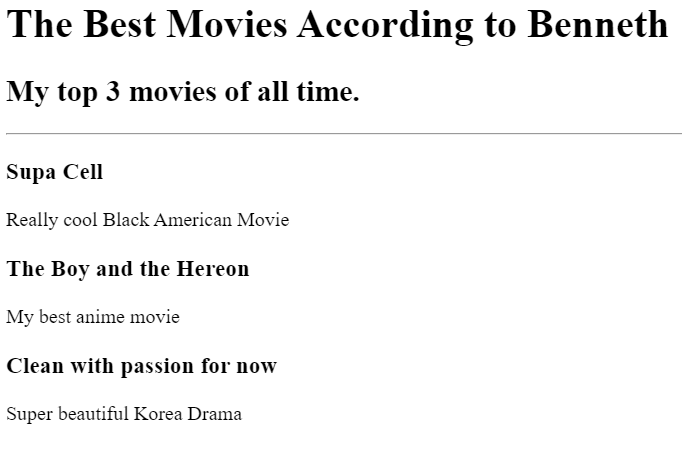 The Best Movies According to Benneth
My top 3 movies of all time.
Supa Cell
Really cool Black American Movie
The Boy and the Hereon
My best anime movie
Clean with passion for now
Super beautiful Korea Drama